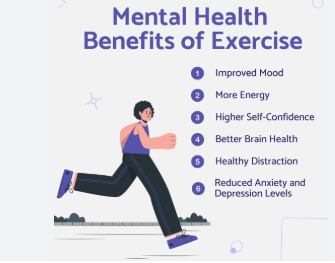 Mental Health
Benefits of Exercise
1 Improved Mood
2 More Energy
3 Higher Self-Confidence
4 Better Brain Health
5 Healthy Distraction
6 Reduced Anxiety and
Depression Levels